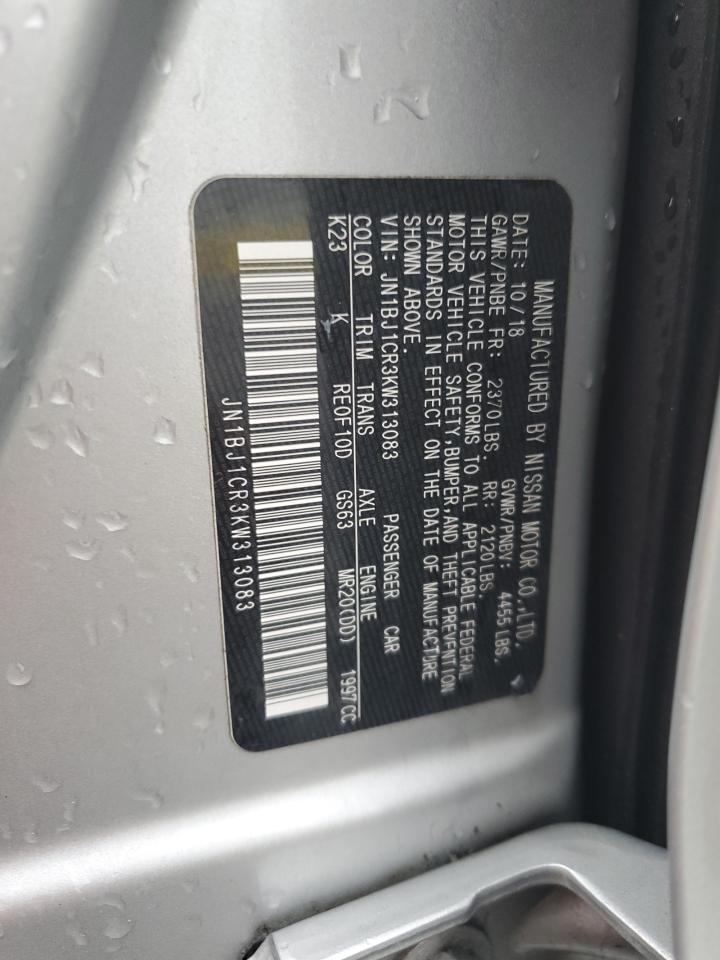 MANUFACTURED BY NISSAN MOTOR CO.,LTD.
DATE: 10/18 GVWR/PNBV: 4455 LBS.
GAWR/PNBE FR: 2370LBS. RR: 2120LBS.
THIS VEHICLE CONFORMS TO ALL APPLICABLE FEDERAL
MOTOR VEHICLE SAFETY,BUMPER,AND THEFT PREVENTION
STANDARDS IN EFFECT ON THE DATE OF MANUFACTURE
SHOWN ABOVE.
VIN: JN1BJ1CR3KW313083 PASSENGER CAR
COLOR TRIM TRANS AXLE ENGINE
K23 K RE0F10D GS63 MR20(DD) 1997CC
JN1BJ1CR3KW313083